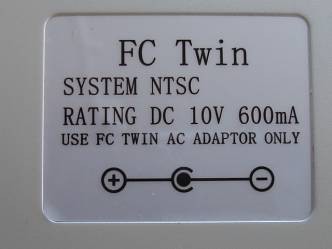 FC Twin
SYSTEM NTSC
RATING DC 10V 600mA
USE FC TWIN AC ADAPTOR ONLY